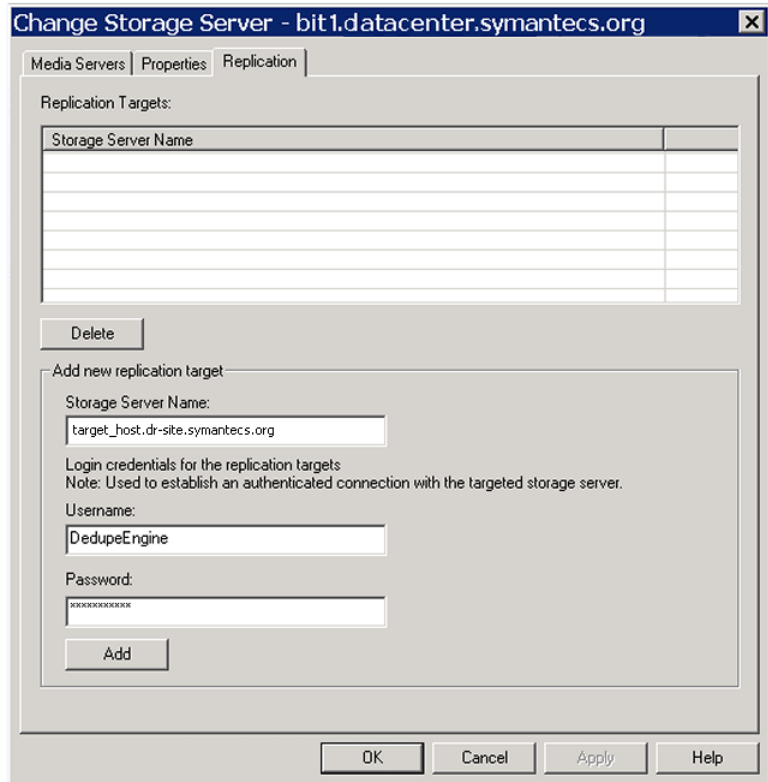 Change Storage Server - bit1.datacenter.symantecs.org
Media Servers Properties Replication
Replication Targets:
Storage Server Name
Delete
Add new replication target
Storage Server Name:
target_host.dr-site.symantecs.org
Login credentials for the replication targets
Note: Used to establish an authenticated connection with the targeted storage server.
Username:
DedupeEngine
Password:
xxxxxxxxxxx
Add
OK Cancel Apply Help